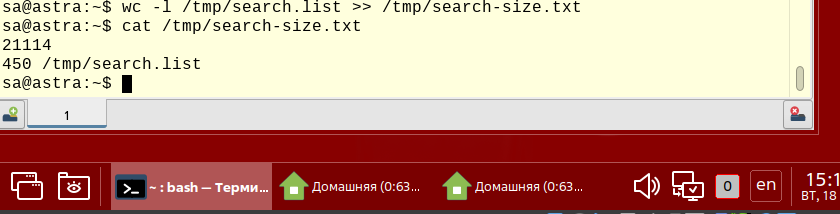 sa@astra:~$ wc -l /tmp/search.list >> /tmp/search-size.txt
sa@astra:~$ cat /tmp/search-size.txt
21114
450 /tmp/search.list
sa@astra:~$
1
~ : bash — Терми...
Домашняя (0:63...
Домашняя (0:63...
0
en
15:1
ВТ, 18